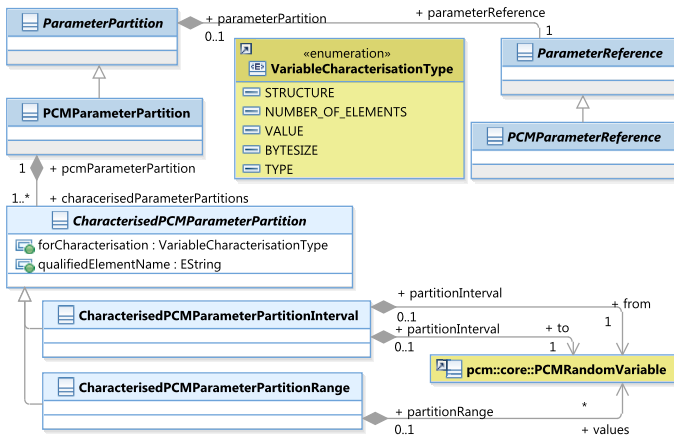 ParameterPartition
+ parameterPartition
0..1
+ parameterReference
1
ParameterReference
«enumeration»
VariableCharacterisationType
STRUCTURE
NUMBER_OF_ELEMENTS
VALUE
BYTESIZE
TYPE
PCMParameterPartition
PCMParameterReference
1
+ pcmParameterPartition
1..*
+ characerisedParameterPartitions
CharacterisedPCMParameterPartition
forCharacterisation : VariableCharacterisationType
qualifiedElementName : EString
CharacterisedPCMParameterPartitionInterval
+ partitionInterval
0..1
+ from
1
+ partitionInterval
0..1
+ to
1
pcm::core::PCMRandomVariable
CharacterisedPCMParameterPartitionRange
+ partitionRange
0..1
*
+ values